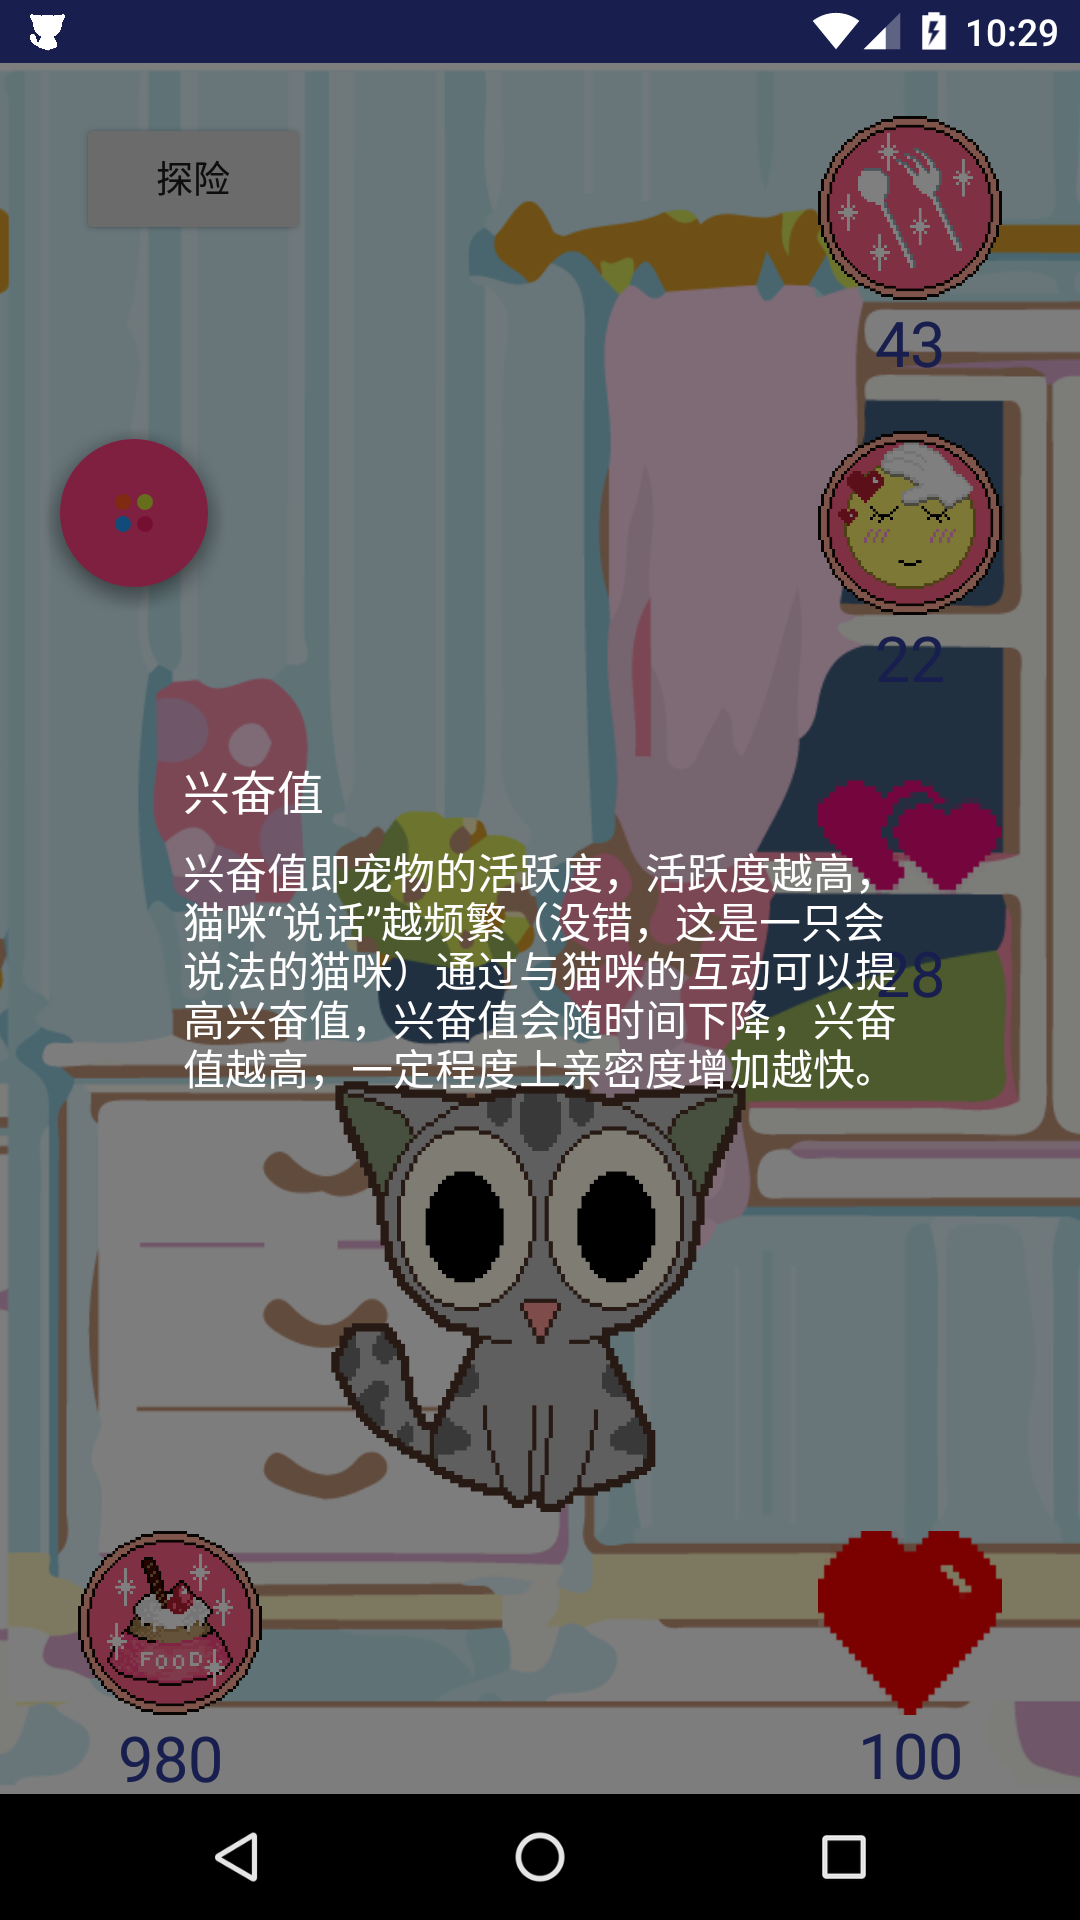 10:29
探险
43
22
28
兴奋值
兴奋值即宠物的活跃度，活跃度越高，
猫咪“说话”越频繁（没错，这是一只会
说法的猫咪）通过与猫咪的互动可以提
高兴奋值，兴奋值会随时间下降，兴奋
值越高，一定程度上亲密度增加越快。
FOOD
980
100